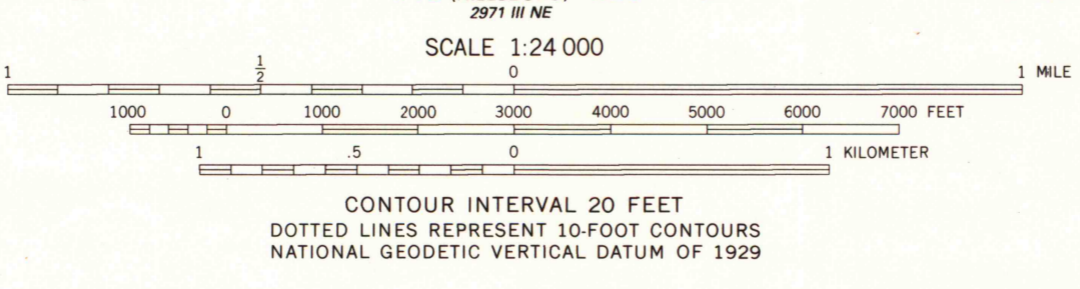 2971 III NE
SCALE 1:24 000
1 1/2 0 1 MILE
1000 0 1000 2000 3000 4000 5000 6000 7000 FEET
1 .5 0 1 KILOMETER
CONTOUR INTERVAL 20 FEET
DOTTED LINES REPRESENT 10-FOOT CONTOURS
NATIONAL GEODETIC VERTICAL DATUM OF 1929